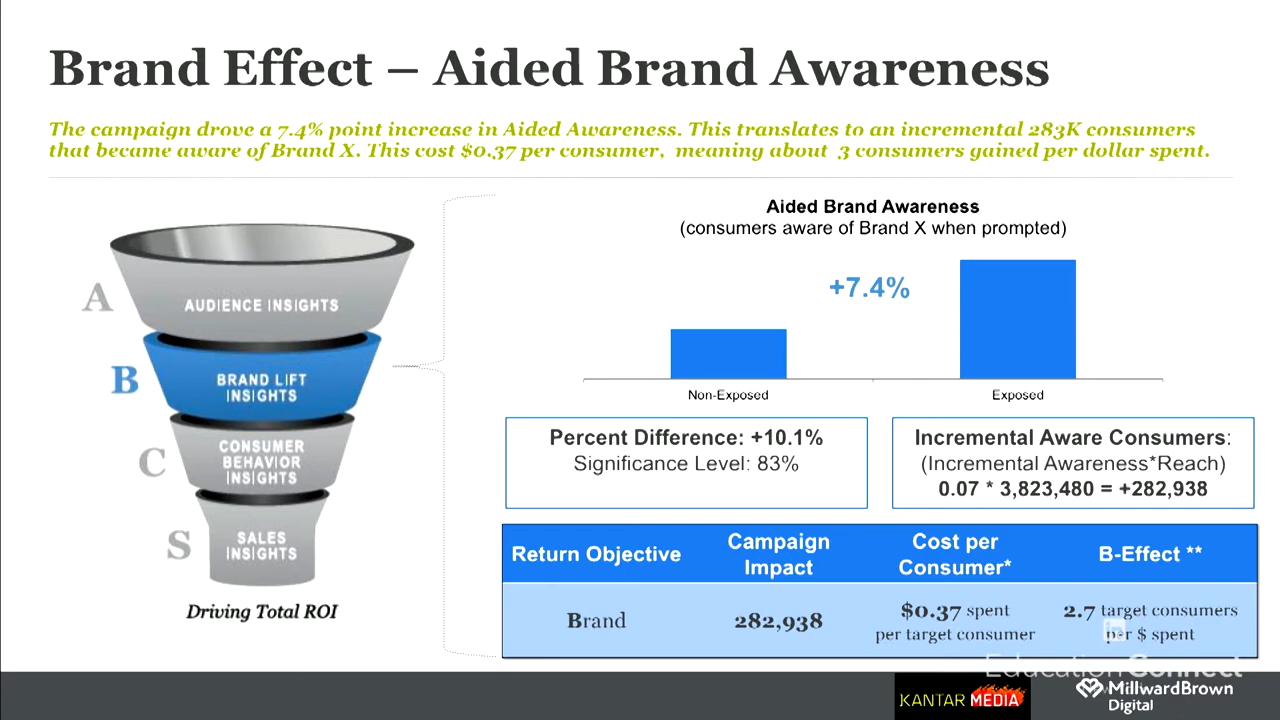 Brand Effect – Aided Brand Awareness
The campaign drove a 7.4% point increase in Aided Awareness. This translates to an incremental 283K consumers
that became aware of Brand X. This cost $0.37 per consumer, meaning about 3 consumers gained per dollar spent.
A
AUDIENCE INSIGHTS
B
BRAND LIFT
INSIGHTS
C
CONSUMER
BEHAVIOR
INSIGHTS
S
SALES
INSIGHTS
Driving Total ROI
Aided Brand Awareness
(consumers aware of Brand X when prompted)
+7.4%
Non-Exposed
Exposed
Percent Difference: +10.1%
Significance Level: 83%
Incremental Aware Consumers:
(Incremental Awareness*Reach)
0.07 * 3,823,480 = +282,938
Return Objective
Campaign
Impact
Cost per
Consumer*
B-Effect **
Brand
282,938
$0.37 spent
per target consumer
2.7 target consumers
per $ spent
in
Education Connect
KANTAR MEDIA
MillwardBrown
Digital